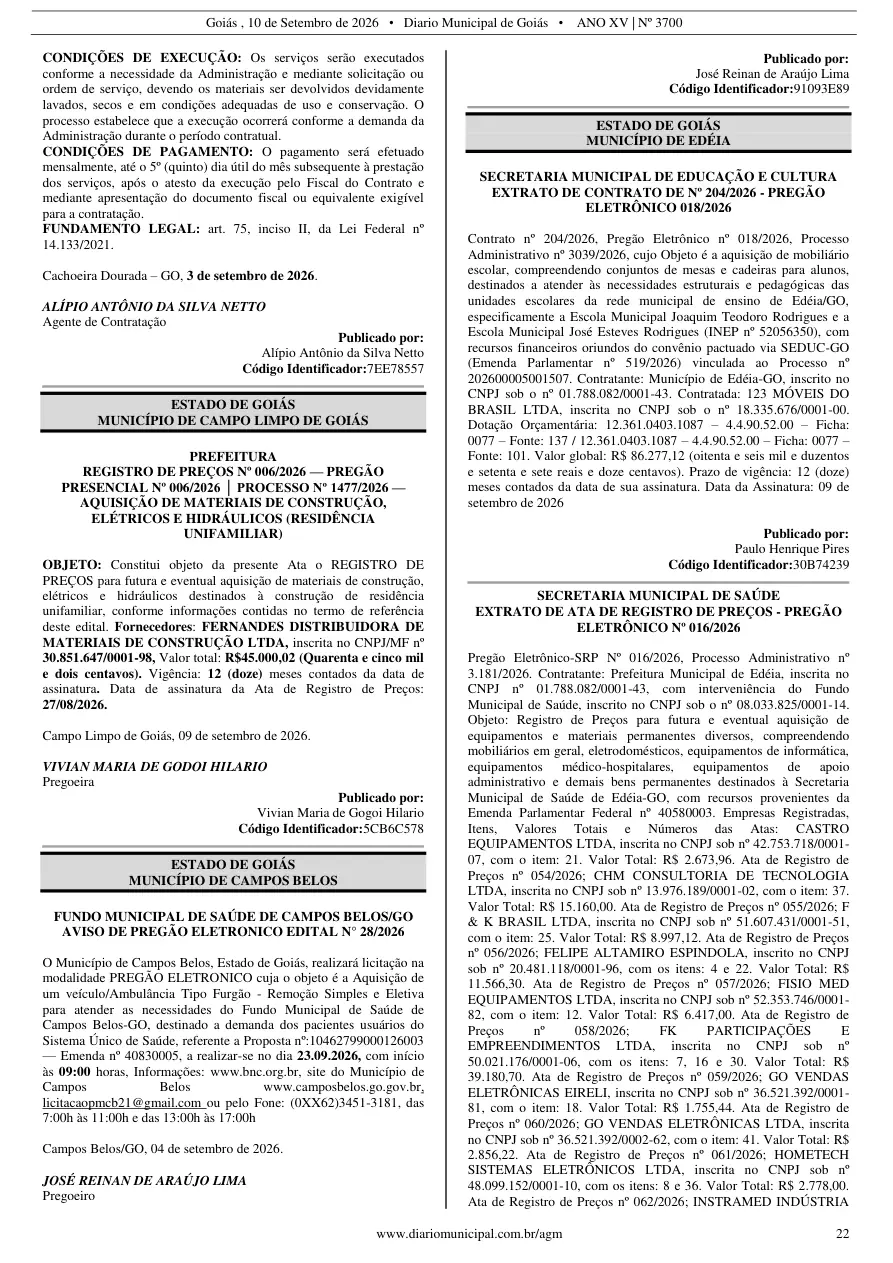 Goiás , 10 de Setembro de 2026 • Diario Municipal de Goiás • ANO XV | Nº 3700
CONDIÇÕES DE EXECUÇÃO: Os serviços serão executados
conforme a necessidade da Administração e mediante solicitação ou
ordem de serviço, devendo os materiais ser devolvidos devidamente
lavados, secos e em condições adequadas de uso e conservação. O
processo estabelece que a execução ocorrerá conforme a demanda da
Administração durante o período contratual.
CONDIÇÕES DE PAGAMENTO: O pagamento será efetuado
mensalmente, até o 5º (quinto) dia útil do mês subsequente à prestação
dos serviços, após o atesto da execução pelo Fiscal do Contrato e
mediante apresentação do documento fiscal ou equivalente exigível
para a contratação.
FUNDAMENTO LEGAL: art. 75, inciso II, da Lei Federal nº
14.133/2021.
Cachoeira Dourada – GO, 3 de setembro de 2026.
ALÍPIO ANTÔNIO DA SILVA NETTO
Agente de Contratação
Publicado por:
Alípio Antônio da Silva Netto
Código Identificador:7EE78557
ESTADO DE GOIÁS
MUNICÍPIO DE CAMPO LIMPO DE GOIÁS
PREFEITURA
REGISTRO DE PREÇOS Nº 006/2026 — PREGÃO
PRESENCIAL Nº 006/2026 │ PROCESSO Nº 1477/2026 —
AQUISIÇÃO DE MATERIAIS DE CONSTRUÇÃO,
ELÉTRICOS E HIDRÁULICOS (RESIDÊNCIA
UNIFAMILIAR)
OBJETO: Constitui objeto da presente Ata o REGISTRO DE
PREÇOS para futura e eventual aquisição de materiais de construção,
elétricos e hidráulicos destinados à construção de residência
unifamiliar, conforme informações contidas no termo de referência
deste edital. Fornecedores: FERNANDES DISTRIBUIDORA DE
MATERIAIS DE CONSTRUÇÃO LTDA, inscrita no CNPJ/MF nº
30.851.647/0001-98, Valor total: R$45.000,02 (Quarenta e cinco mil
e dois centavos). Vigência: 12 (doze) meses contados da data de
assinatura. Data de assinatura da Ata de Registro de Preços:
27/08/2026.
Campo Limpo de Goiás, 09 de setembro de 2026.
VIVIAN MARIA DE GODOI HILARIO
Pregoeira
Publicado por:
Vivian Maria de Gogoi Hilario
Código Identificador:5CB6C578
ESTADO DE GOIÁS
MUNICÍPIO DE CAMPOS BELOS
FUNDO MUNICIPAL DE SAÚDE DE CAMPOS BELOS/GO
AVISO DE PREGÃO ELETRONICO EDITAL N° 28/2026
O Município de Campos Belos, Estado de Goiás, realizará licitação na
modalidade PREGÃO ELETRONICO cuja o objeto é a Aquisição de
um veículo/Ambulância Tipo Furgão - Remoção Simples e Eletiva
para atender as necesidades do Fundo Municipal de Saúde de
Campos Belos-GO, destinado a demanda dos pacientes usuários do
Sistema Único de Saúde, referente a Proposta nº:10462799000126003
— Emenda nº 40830005, a realizar-se no dia 23.09.2026, com início
às 09:00 horas, Informações: www.bnc.org.br, site do Município de
Campos Belos www.camposbelos.go.gov.br,
licitacaopmcb21@gmail.com ou pelo Fone: (0XX62)3451-3181, das
7:00h às 11:00h e das 13:00h às 17:00h
Campos Belos/GO, 04 de setembro de 2026.
JOSÉ REINAN DE ARAÚJO LIMA
Pregoeiro
Publicado por:
José Reinan de Araújo Lima
Código Identificador:91093E89
ESTADO DE GOIÁS
MUNICÍPIO DE EDÉIA
SECRETARIA MUNICIPAL DE EDUCAÇÃO E CULTURA
EXTRATO DE CONTRATO DE Nº 204/2026 - PREGÃO
ELETRÔNICO 018/2026
Contrato nº 204/2026, Pregão Eletrônico nº 018/2026, Processo
Administrativo nº 3039/2026, cujo Objeto é a aquisição de mobiliário
escolar, compreendendo conjuntos de mesas e cadeiras para alunos,
destinados a atender às necessidades estruturais e pedagógicas das
unidades escolares da rede municipal de ensino de Edéia/GO,
especificamente a Escola Municipal Joaquim Teodoro Rodrigues e a
Escola Municipal José Esteves Rodrigues (INEP nº 52056350), com
recursos financeiros oriundos do convênio pactuado via SEDUC-GO
(Emenda Parlamentar nº 519/2026) vinculada ao Processo nº
202600005001507. Contratante: Município de Edéia-GO, inscrito no
CNPJ sob o nº 01.788.082/0001-43. Contratada: 123 MÓVEIS DO
BRASIL LTDA, inscrita no CNPJ sob o nº 18.335.676/0001-00.
Dotação Orçamentária: 12.361.0403.1087 – 4.4.90.52.00 – Ficha:
0077 – Fonte: 137 / 12.361.0403.1087 – 4.4.90.52.00 – Ficha: 0077 –
Fonte: 101. Valor global: R$ 86.277,12 (oitenta e seis mil e duzentos
e setenta e sete reais e doze centavos). Prazo de vigência: 12 (doze)
meses contados da data de sua assinatura. Data da Assinatura: 09 de
setembro de 2026
Publicado por:
Paulo Henrique Pires
Código Identificador:30B74239
SECRETARIA MUNICIPAL DE SAÚDE
EXTRATO DE ATA DE REGISTRO DE PREÇOS - PREGÃO
ELETRÔNICO Nº 016/2026
Pregão Eletrônico-SRP Nº 016/2026, Processo Administrativo nº
3.181/2026. Contratante: Prefeitura Municipal de Edéia, inscrita no
CNPJ nº 01.788.082/0001-43, com interveniência do Fundo
Municipal de Saúde, inscrito no CNPJ sob o nº 08.033.825/0001-14.
Objeto: Registro de Preços para futura e eventual aquisição de
equipamentos e materiais permanentes diversos, compreendendo
mobiliários em geral, eletrodomésticos, equipamentos de informática,
equipamentos médico-hospitalares, equipamentos de apoio
administrativo e demais bens permanentes destinados à Secretaria
Municipal de Saúde de Edéia-GO, com recursos provenientes da
Emenda Parlamentar Federal nº 40580003. Empresas Registradas,
Itens, Valores Totais e Números das Atas: CASTRO
EQUIPAMENTOS LTDA, inscrita no CNPJ sob nº 42.753.718/0001-
07, com o item: 21. Valor Total: R$ 2.673,96. Ata de Registro de
Preços nº 054/2026; CHM CONSULTORIA DE TECNOLOGIA
LTDA, inscrita no CNPJ sob nº 13.976.189/0001-02, com o item: 37.
Valor Total: R$ 15.160,00. Ata de Registro de Preços nº 055/2026; F
& K BRASIL LTDA, inscrita no CNPJ sob nº 51.607.431/0001-51,
com o item: 25. Valor Total: R$ 8.997,12. Ata de Registro de Preços
nº 056/2026; FELIPE ALTAMIRO ESPINDOLA, inscrito no CNPJ
sob nº 20.481.118/0001-96, com os itens: 4 e 22. Valor Total: R$
11.566,30. Ata de Registro de Preços nº 057/2026; FISIO MED
EQUIPAMENTOS LTDA, inscrita no CNPJ sob nº 52.353.746/0001-
82, com o item: 12. Valor Total: R$ 6.417,00. Ata de Registro de
Preços nº 058/2026; FK PARTICIPAÇÕES E
EMPREENDIMENTOS LTDA, inscrita no CNPJ sob nº
50.021.176/0001-06, com os itens: 7, 16 e 30. Valor Total: R$
39.180,70. Ata de Registro de Preços nº 059/2026; GO VENDAS
ELETRÔNICAS EIRELI, inscrita no CNPJ sob nº 36.521.392/0001-
81, com o item: 18. Valor Total: R$ 1.755,44. Ata de Registro de
Preços nº 060/2026; GO VENDAS ELETRÔNICAS LTDA, inscrita
no CNPJ sob nº 36.521.392/0002-62, com o item: 41. Valor Total: R$
2.856,22. Ata de Registro de Preços nº 061/2026; HOMETECH
SISTEMAS ELETRÔNICOS LTDA, inscrita no CNPJ sob nº
48.099.152/0001-10, com os itens: 8 e 36. Valor Total: R$ 2.778,00.
Ata de Registro de Preços nº 062/2026; INSTRAMED INDÚSTRIA
www.diariomunicipal.com.br/agm 22